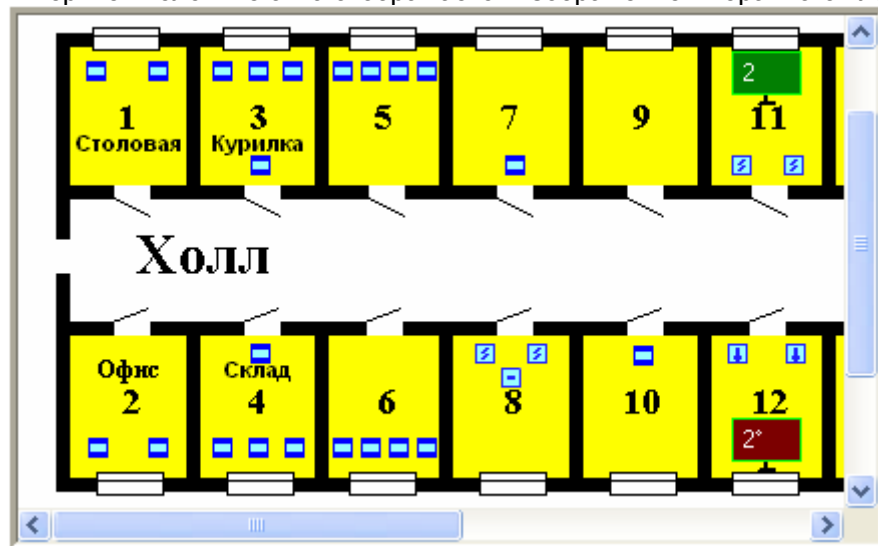 2
1 3 5 7 9 11
Столовая Курилка
Холл
Офис Склад
2 4 6 8 10 12
2°